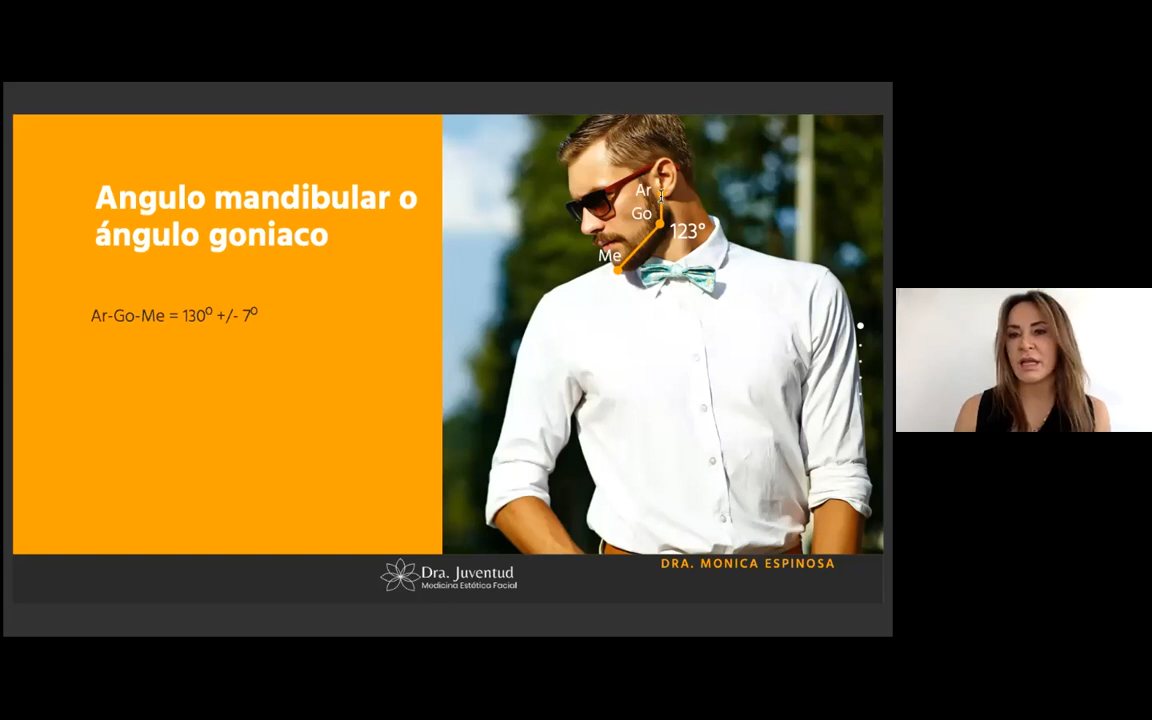 Angulo mandibular o
ángulo goniaco
Ar-Go-Me = 130º +/- 7º
Ar
Go
123°
Me
Dra. Juventud
Medicina Estética Facial
DRA. MONICA ESPINOSA